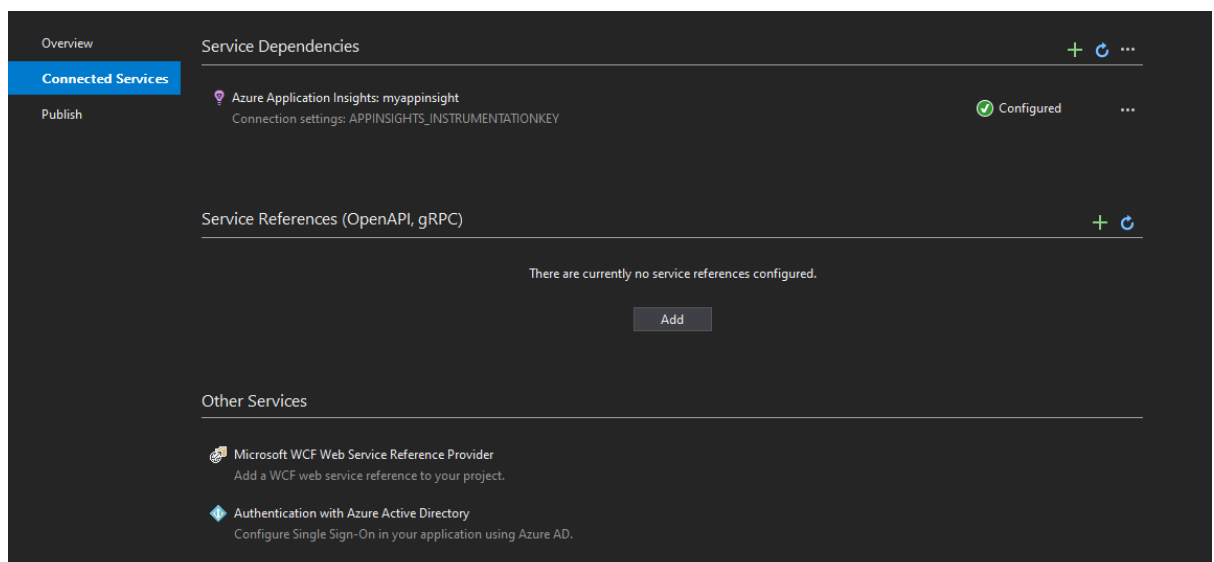 Overview
Connected Services
Publish
Service Dependencies
Azure Application Insights: myappinsight
Connection settings: APPINSIGHTS_INSTRUMENTATIONKEY
Configured
Service References (OpenAPI, gRPC)
There are currently no service references configured.
Add
Other Services
Microsoft WCF Web Service Reference Provider
Add a WCF web service reference to your project.
Authentication with Azure Active Directory
Configure Single Sign-On in your application using Azure AD.